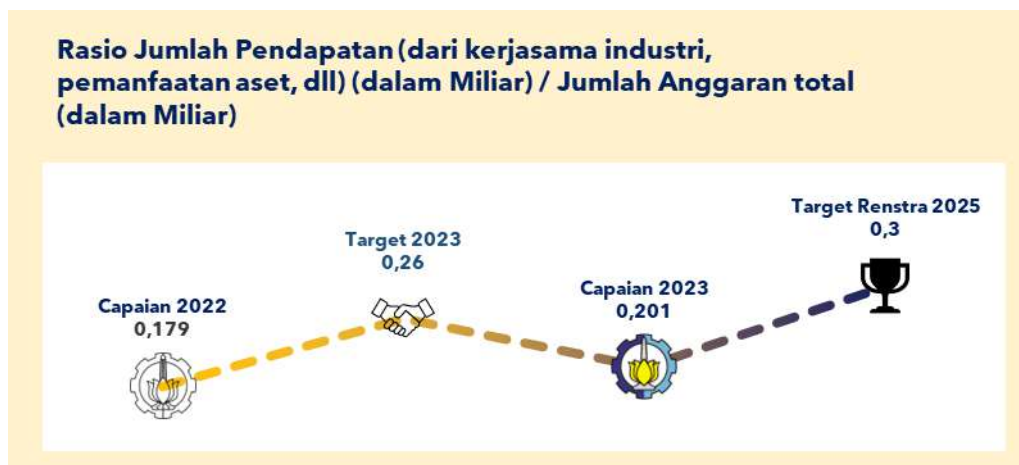 Rasio Jumlah Pendapatan (dari kerjasama industri,
pemanfaatan aset, dll) (dalam Miliar) / Jumlah Anggaran total
(dalam Miliar)
Capaian 2022
0,179
Target 2023
0,26
Capaian 2023
0,201
Target Renstra 2025
0,3